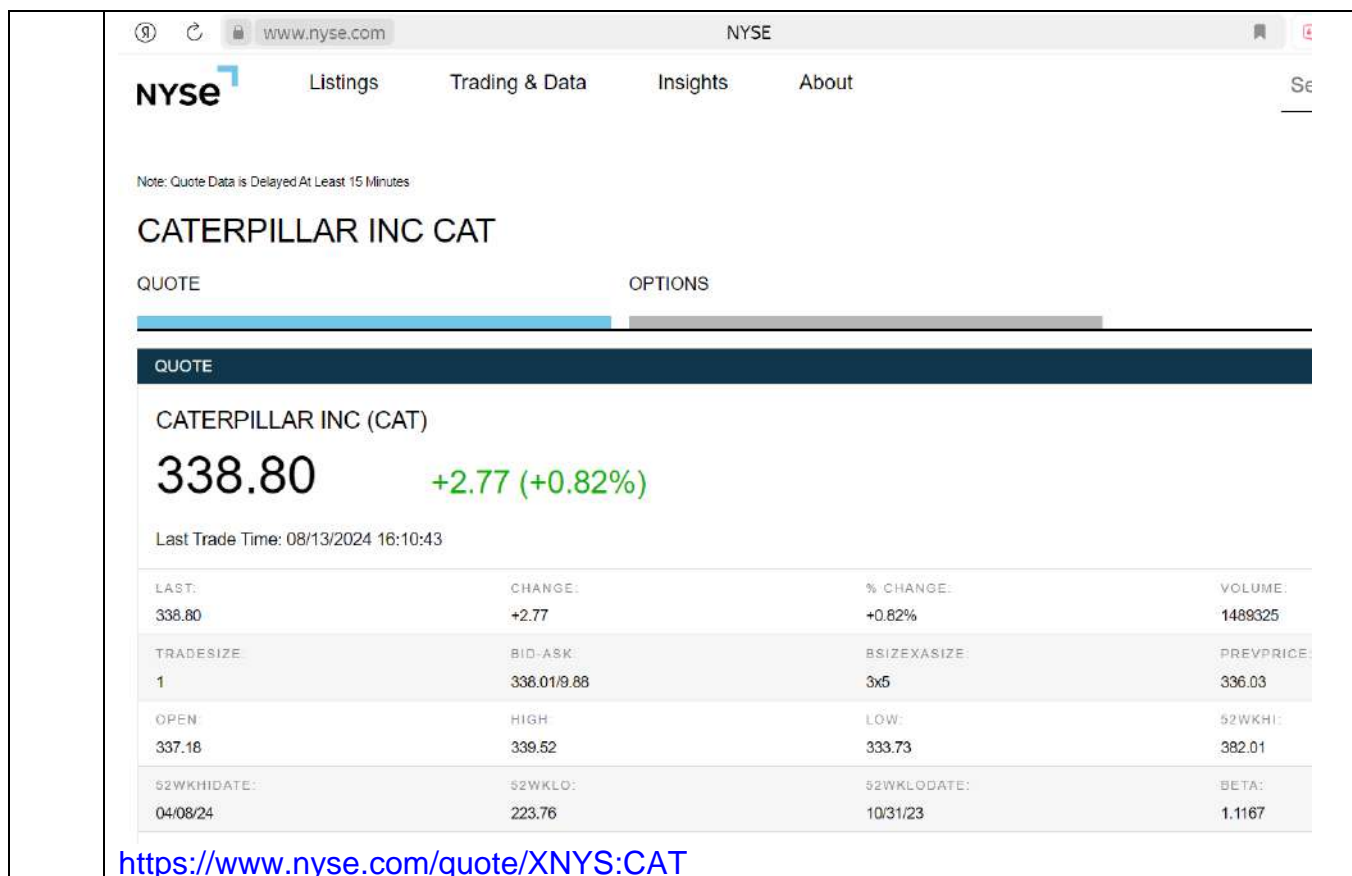 www.nyse.com NYSE
NYSE Listings Trading & Data Insights About Se
Note: Quote Data is Delayed At Least 15 Minutes
CATERPILLAR INC CAT
QUOTE OPTIONS
QUOTE
CATERPILLAR INC (CAT)
338.80 +2.77 (+0.82%)
Last Trade Time: 08/13/2024 16:10:43
LAST: CHANGE: % CHANGE: VOLUME:
338.80 +2.77 +0.82% 1489325
TRADESIZE: BID-ASK: BSIZEXASIZE: PREVPRICE:
1 338.01/9.88 3x5 336.03
OPEN: HIGH: LOW: 52WKHI:
337.18 339.52 333.73 382.01
52WKHIDATE: 52WKLO: 52WKLODATE: BETA:
04/08/24 223.76 10/31/23 1.1167
https://www.nyse.com/quote/XNYS:CAT